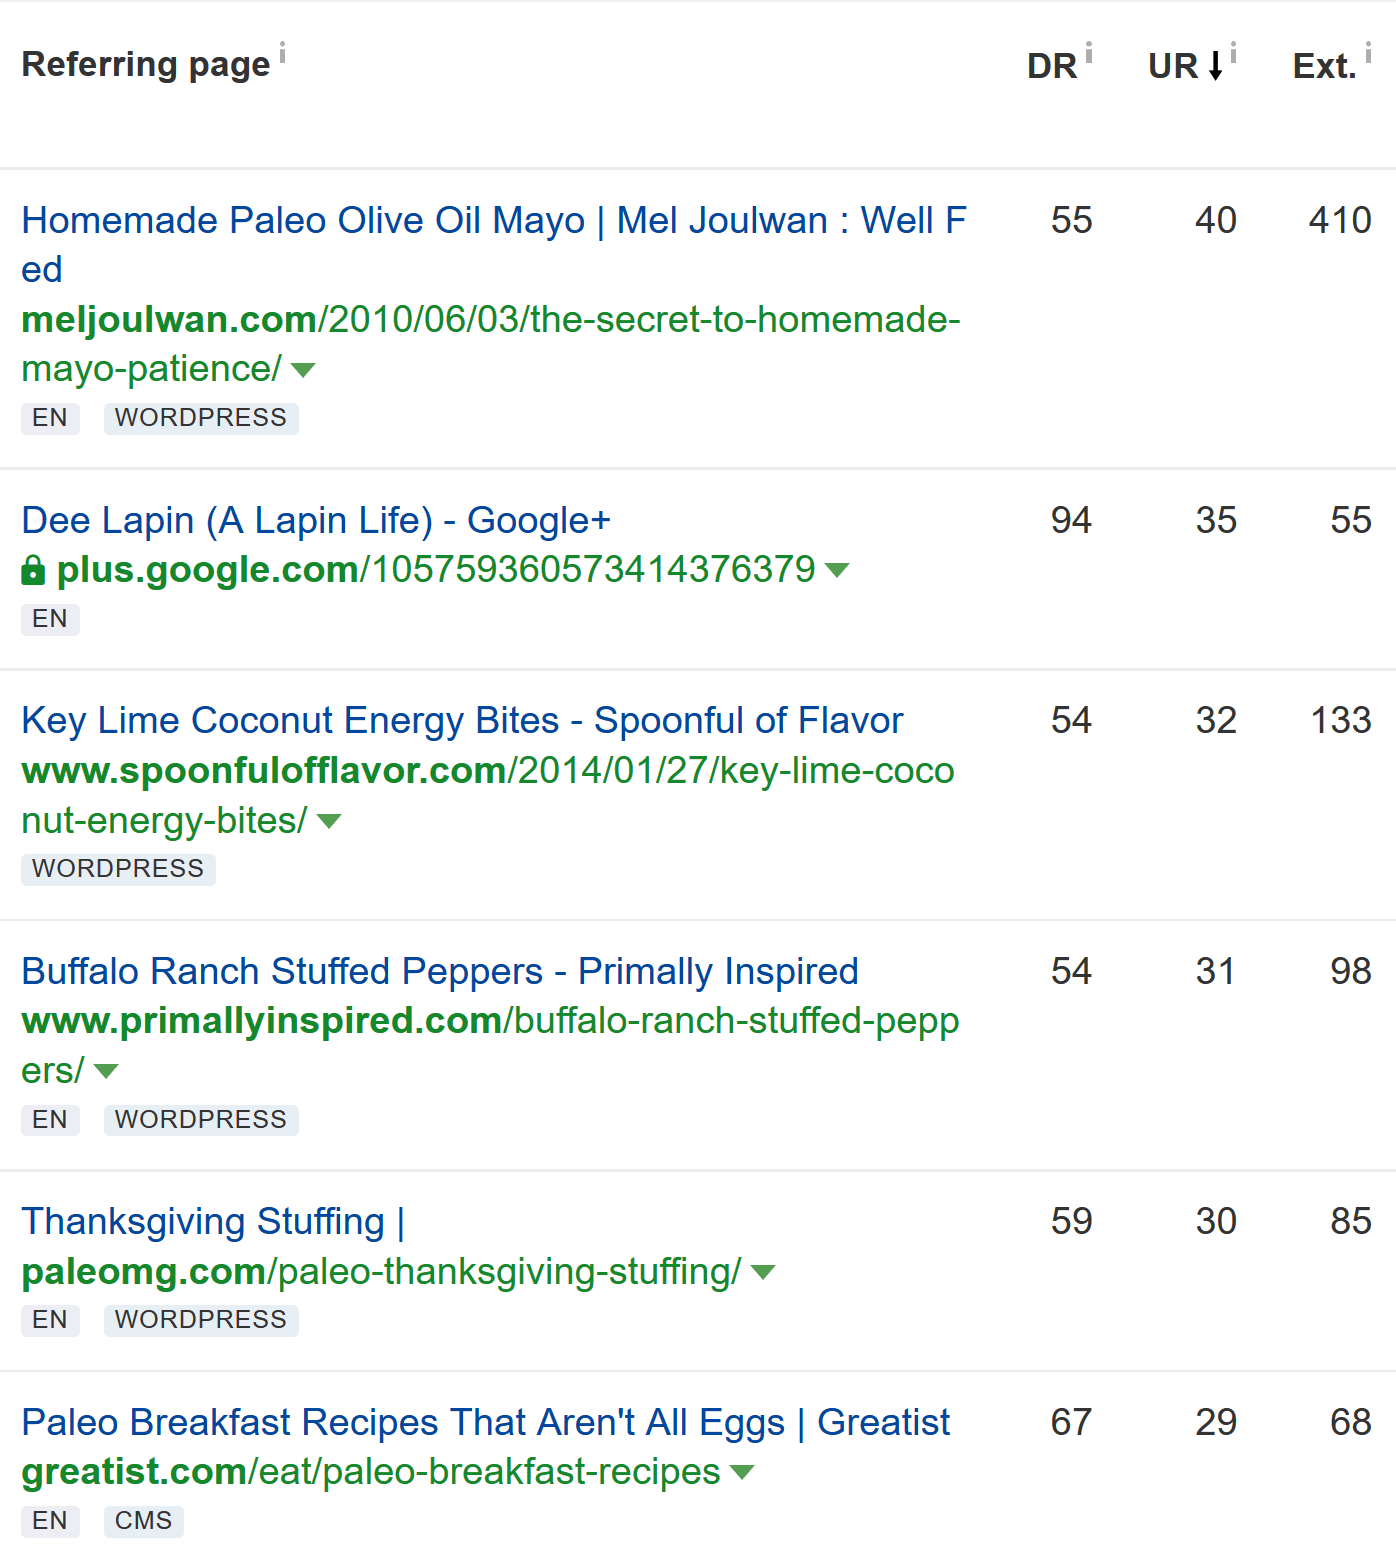 Referring page i DR i UR ↓ i Ext. i
Homemade Paleo Olive Oil Mayo | Mel Joulwan : Well F 55 40 410
ed
meljoulwan.com/2010/06/03/the-secret-to-homemade-
mayo-patience/
EN WORDPRESS
Dee Lapin (A Lapin Life) - Google+ 94 35 55
plus.google.com/105759360573414376379
EN
Key Lime Coconut Energy Bites - Spoonful of Flavor 54 32 133
www.spoonfulofflavor.com/2014/01/27/key-lime-coco
nut-energy-bites/
WORDPRESS
Buffalo Ranch Stuffed Peppers - Primally Inspired 54 31 98
www.primallyinspired.com/buffalo-ranch-stuffed-pepp
ers/
EN WORDPRESS
Thanksgiving Stuffing | 59 30 85
paleomg.com/paleo-thanksgiving-stuffing/
EN WORDPRESS
Paleo Breakfast Recipes That Aren't All Eggs | Greatist 67 29 68
greatist.com/eat/paleo-breakfast-recipes
EN CMS